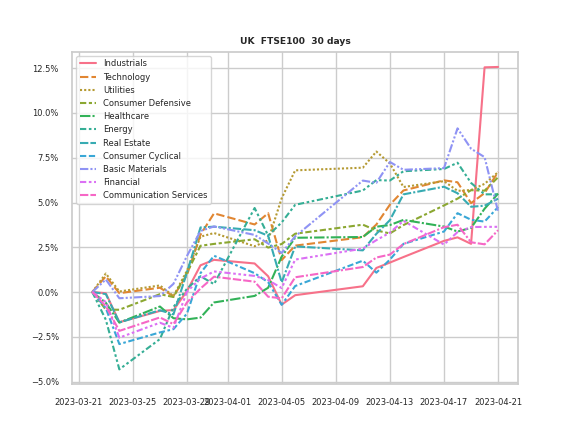 UK FTSE100 30 days
12.5%
10.0%
7.5%
5.0%
2.5%
0.0%
−2.5%
−5.0%
Industrials
Technology
Utilities
Consumer Defensive
Healthcare
Energy
Real Estate
Consumer Cyclical
Basic Materials
Financial
Communication Services
2023-03-21 2023-03-25 2023-03-29 2023-04-01 2023-04-05 2023-04-09 2023-04-13 2023-04-17 2023-04-21